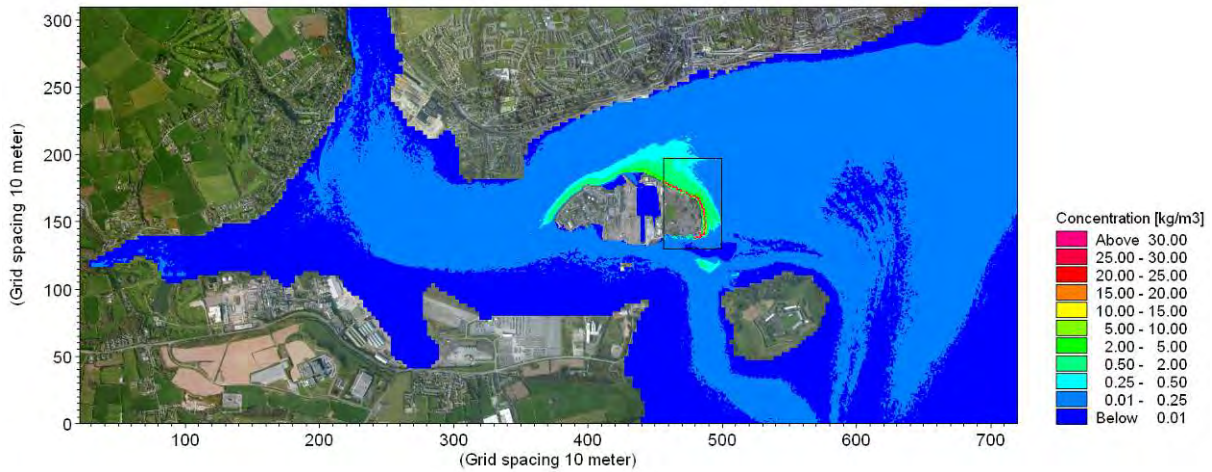 300
250
200
150
100
50
0
(Grid spacing 10 meter)
100 200 300 400 500 600 700
(Grid spacing 10 meter)
Concentration [kg/m3]
Above 30.00
25.00 - 30.00
20.00 - 25.00
15.00 - 20.00
10.00 - 15.00
5.00 - 10.00
2.00 - 5.00
0.50 - 2.00
0.25 - 0.50
0.01 - 0.25
Below 0.01